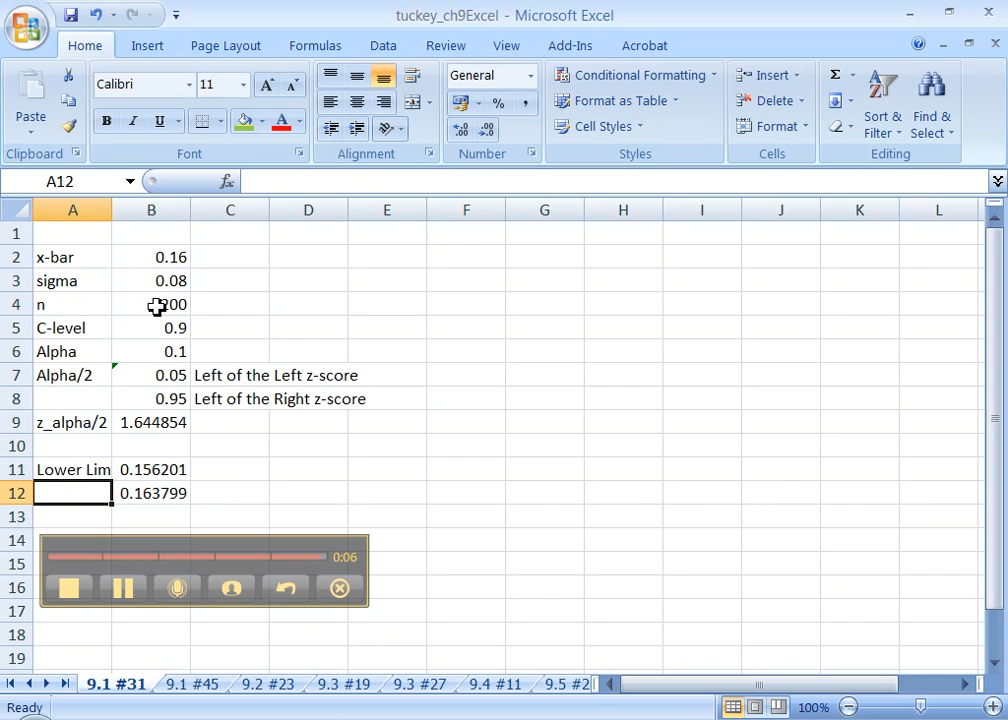 tuckey_ch9Excel - Microsoft Excel
Home Insert Page Layout Formulas Data Review View Add-Ins Acrobat
Paste
Calibri 11
B I U A
General
$ % ,
Conditional Formatting
Format as Table
Cell Styles
Insert
Delete
Format
Σ
Sort & Filter
Find & Select
Clipboard Font Alignment Number Styles Cells Editing
A12 fx
A B C D E F G H I J K L
1
2 x-bar 0.16
3 sigma 0.08
4 n 200
5 C-level 0.9
6 Alpha 0.1
7 Alpha/2 0.05 Left of the Left z-score
8 0.95 Left of the Right z-score
9 z_alpha/2 1.644854
10
11 Lower Lim 0.156201
12 0.163799
13
14
0:06
15
16
17
18
19
9.1 #31 9.1 #45 9.2 #23 9.3 #19 9.3 #27 9.4 #11 9.5 #2
Ready 100%